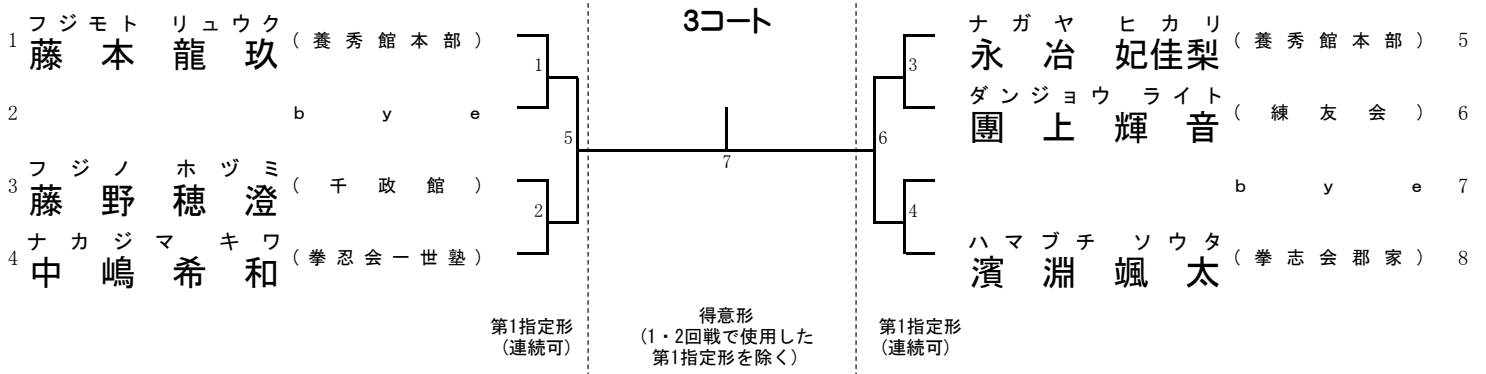 3コート
フジモト リュウク
1 藤本 龍玖 (養秀館本部)
2 bye
フジノ ホヅミ
3 藤野 穂澄 (千政館)
ナカジマ キワ
4 中嶋 希和 (拳忍会一世塾)
1
2
5
7
6
3
4
ナガヤ ヒカリ
永冶 妃佳梨 (養秀館本部) 5
ダンジョウ ライト
團上 輝音 (練友会) 6
bye 7
ハマブチ ソウタ
濱淵 颯太 (拳志会郡家) 8
第1指定形
(連続可)
得意形
(1・2回戦で使用した
第1指定形を除く)
第1指定形
(連続可)